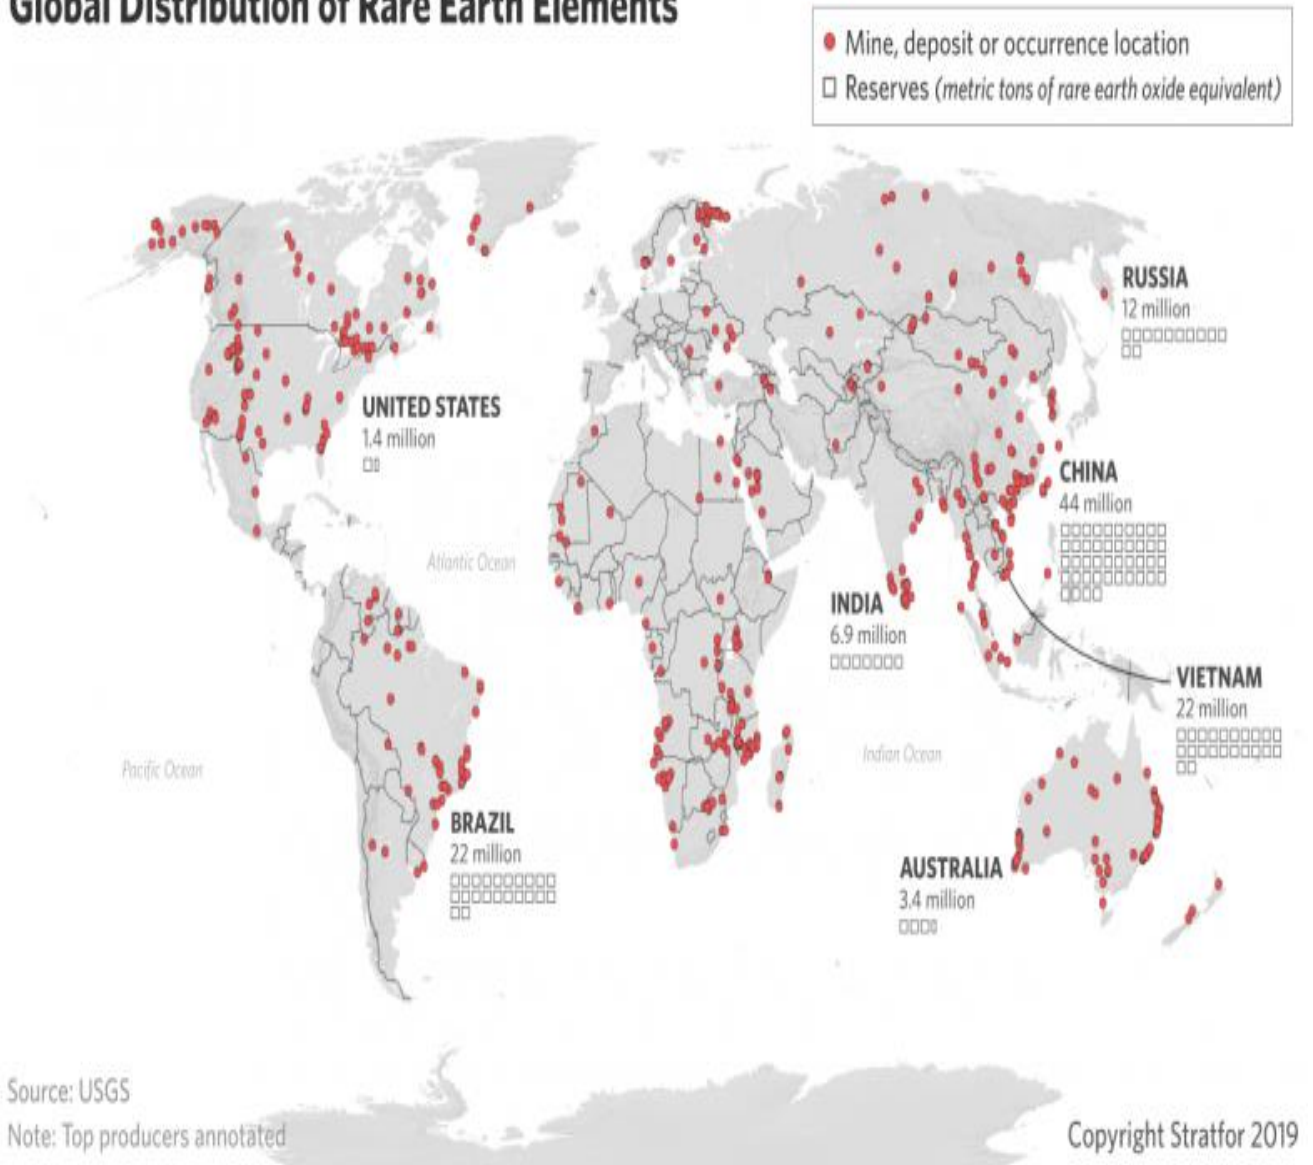 Global Distribution of Rare Earth Elements
Mine, deposit or occurrence location
Reserves (metric tons of rare earth oxide equivalent)
RUSSIA
12 million
UNITED STATES
1.4 million
CHINA
44 million
Atlantic Ocean
INDIA
6.9 million
VIETNAM
22 million
Pacific Ocean
Indian Ocean
BRAZIL
22 million
AUSTRALIA
3.4 million
Source: USGS
Note: Top producers annotated
Copyright Stratfor 2019